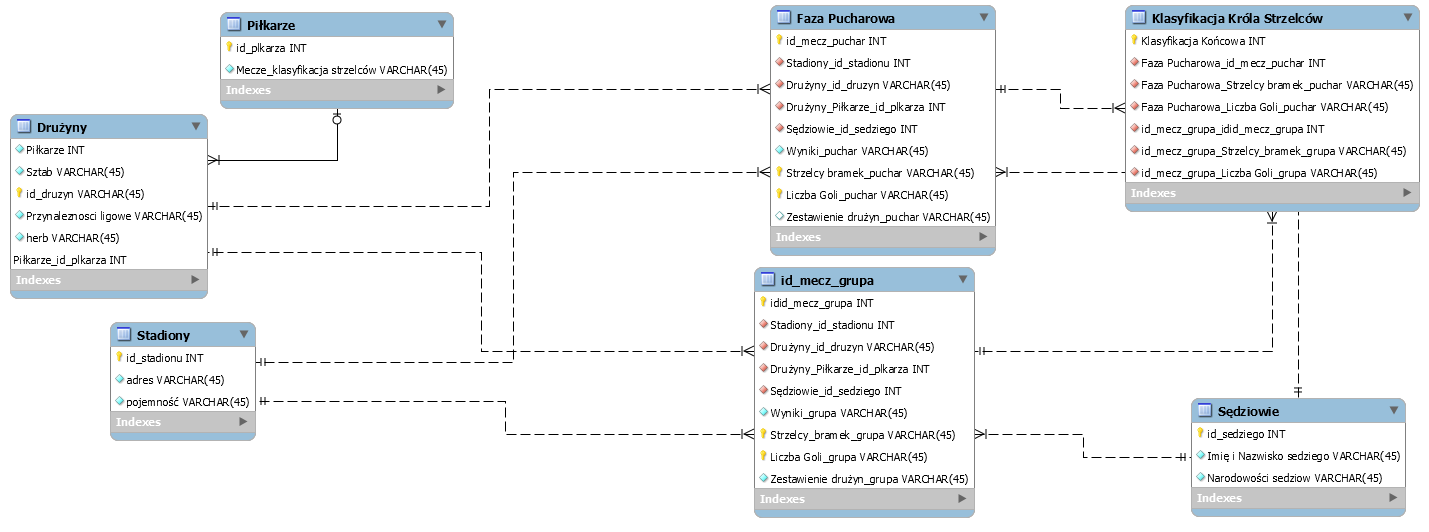 Piłkarze
id_plkarza INT
Mecze_klasyfikacja strzelców VARCHAR(45)
Indexes
Drużyny
Piłkarze INT
Sztab VARCHAR(45)
id_druzyn VARCHAR(45)
Przynaleznosci ligowe VARCHAR(45)
herb VARCHAR(45)
Piłkarze_id_plkarza INT
Indexes
Stadiony
id_stadionu INT
adres VARCHAR(45)
pojemność VARCHAR(45)
Indexes
Faza Pucharowa
id_mecz_puchar INT
Stadiony_id_stadionu INT
Drużyny_id_druzyn VARCHAR(45)
Drużyny_Piłkarze_id_plkarza INT
Sędziowie_id_sedziego INT
Wyniki_puchar VARCHAR(45)
Strzelcy bramek_puchar VARCHAR(45)
Liczba Goli_puchar VARCHAR(45)
Zestawienie drużyn_puchar VARCHAR(45)
Indexes
id_mecz_grupa
idid_mecz_grupa INT
Stadiony_id_stadionu INT
Drużyny_id_druzyn VARCHAR(45)
Drużyny_Piłkarze_id_plkarza INT
Sędziowie_id_sedziego INT
Wyniki_grupa VARCHAR(45)
Strzelcy_bramek_grupa VARCHAR(45)
Liczba Goli_grupa VARCHAR(45)
Zestawienie drużyn_grupa VARCHAR(45)
Indexes
Klasyfikacja Króla Strzelców
Klasyfikacja Końcowa INT
Faza Pucharowa_id_mecz_puchar INT
Faza Pucharowa_Strzelcy bramek_puchar VARCHAR(45)
Faza Pucharowa_Liczba Goli_puchar VARCHAR(45)
id_mecz_grupa_idid_mecz_grupa INT
id_mecz_grupa_Strzelcy_bramek_grupa VARCHAR(45)
id_mecz_grupa_Liczba Goli_grupa VARCHAR(45)
Indexes
Sędziowie
id_sedziego INT
Imię i Nazwisko sedziego VARCHAR(45)
Narodowości sedziow VARCHAR(45)
Indexes